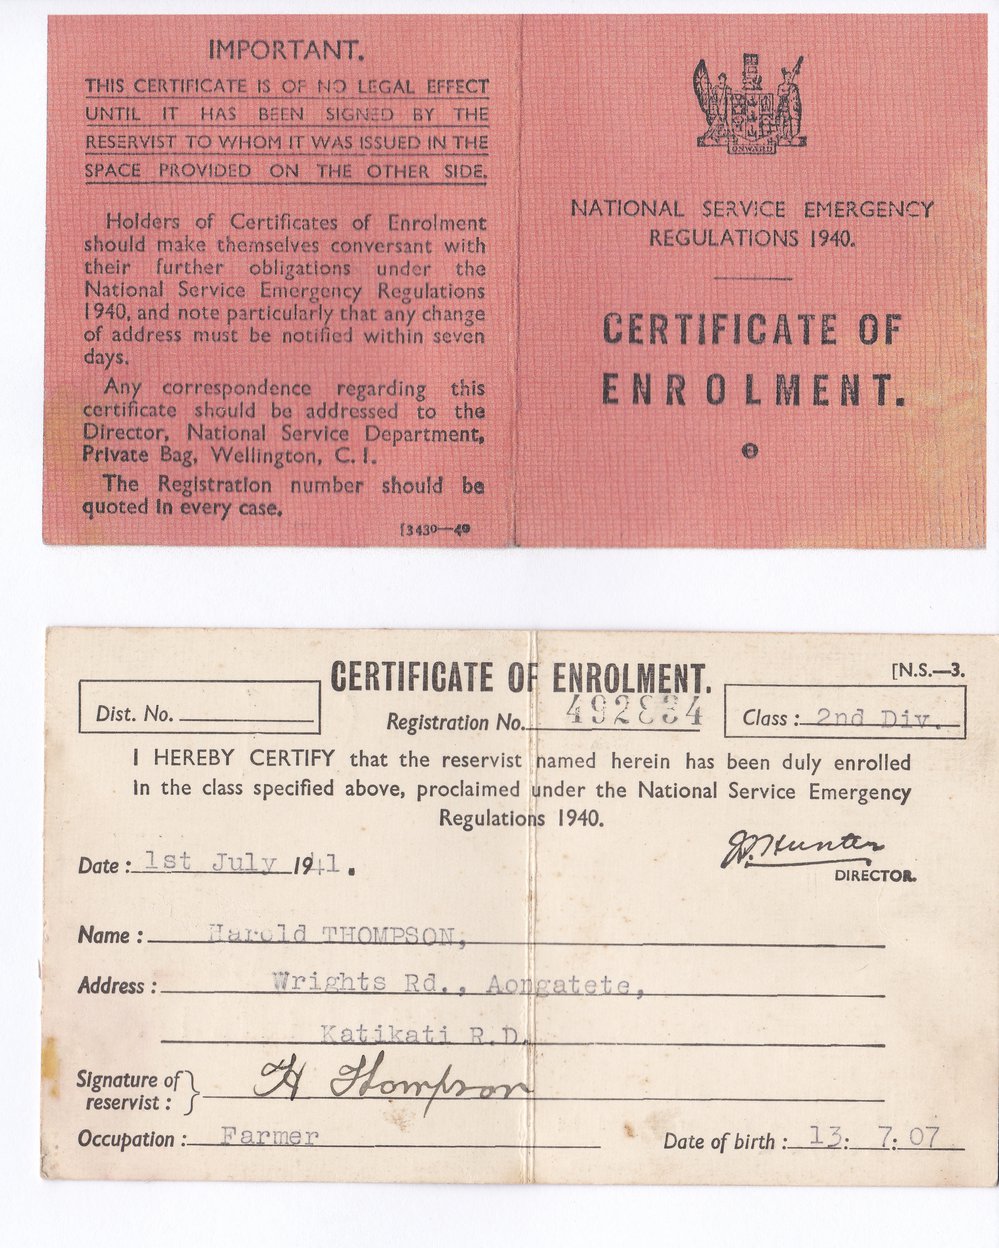 IMPORTANT.
THIS CERTIFICATE IS OF NO LEGAL EFFECT
UNTIL IT HAS BEEN SIGNED BY THE
RESERVIST TO WHOM IT WAS ISSUED IN THE
SPACE PROVIDED ON THE OTHER SIDE.
Holders of Certificates of Enrolment
should make themselves conversant with
their further obligations under the
National Service Emergency Regulations
1940, and note particularly that any change
of address must be notified within seven
days.
Any correspondence regarding this
certificate should be addressed to the
Director, National Service Department,
Private Bag, Wellington, C.1.
The Registration number should be
quoted in every case.
[3430—40
ONWARD
NATIONAL SERVICE EMERGENCY
REGULATIONS 1940.
CERTIFICATE OF
ENROLMENT.
CERTIFICATE OF ENROLMENT.
[N.S.—3.
Dist. No.
Registration No. 492834
Class: 2nd Div.
I HEREBY CERTIFY that the reservist named herein has been duly enrolled
in the class specified above, proclaimed under the National Service Emergency
Regulations 1940.
Date: 1st July 1941.
J.P. Hunter
DIRECTOR.
Name: Harold THOMPSON,
Address: Wrights Rd., Aongatete,
Katikati R.D.
Signature of
reservist: H Thompson
Occupation: Farmer
Date of birth: 13: 7: 07